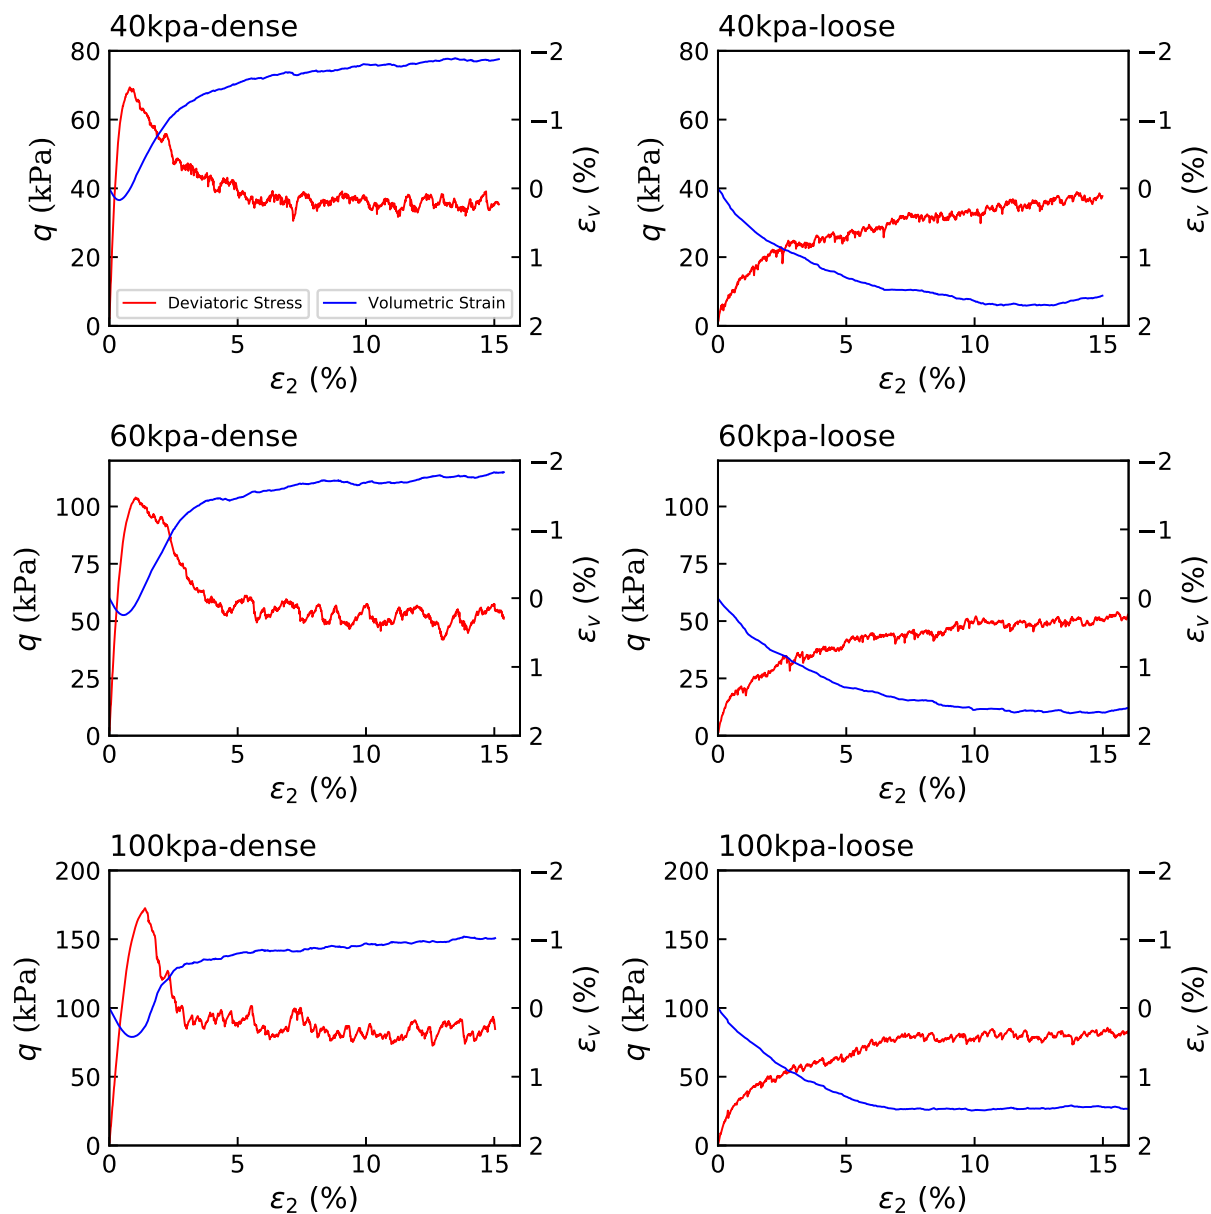 40kpa-dense
40kpa-loose
80
60
40
20
0
q (kPa)
−2
−1
0
1
2
εᵥ (%)
Deviatoric Stress
Volumetric Strain
0 5 10 15
ε₂ (%)
80
60
40
20
0
q (kPa)
−2
−1
0
1
2
εᵥ (%)
0 5 10 15
ε₂ (%)
60kpa-dense
60kpa-loose
100
75
50
25
0
q (kPa)
−2
−1
0
1
2
εᵥ (%)
0 5 10 15
ε₂ (%)
100
75
50
25
0
q (kPa)
−2
−1
0
1
2
εᵥ (%)
0 5 10 15
ε₂ (%)
100kpa-dense
100kpa-loose
200
150
100
50
0
q (kPa)
−2
−1
0
1
2
εᵥ (%)
0 5 10 15
ε₂ (%)
200
150
100
50
0
q (kPa)
−2
−1
0
1
2
εᵥ (%)
0 5 10 15
ε₂ (%)